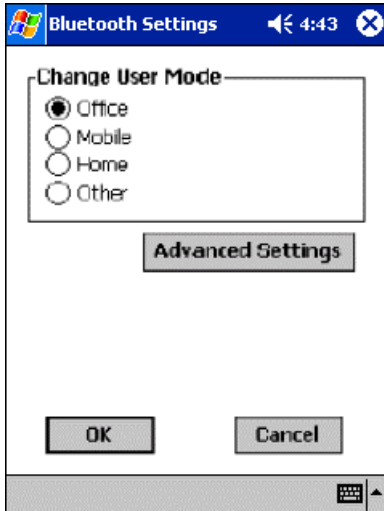 Bluetooth Settings 4:43
Change User Mode
Office
Mobile
Home
Other
Advanced Settings
OK Cancel